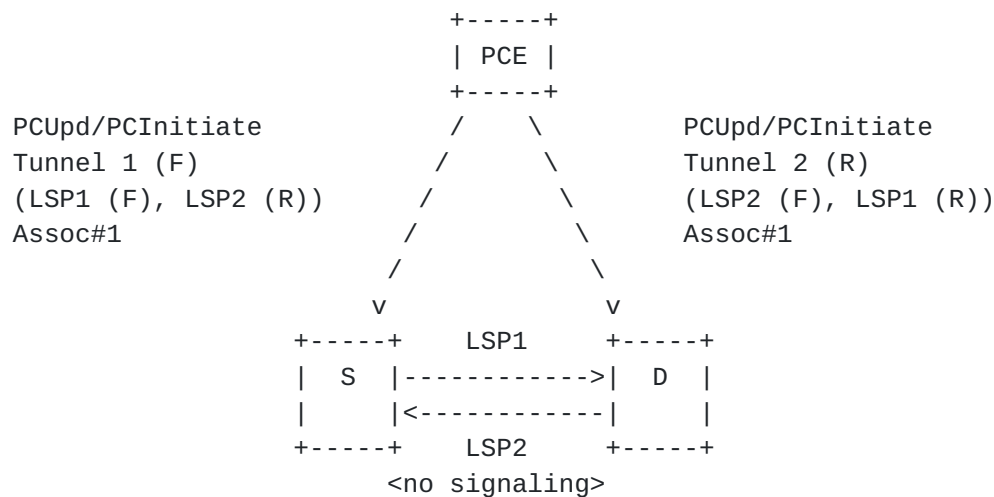 +-----+
| PCE |
+-----+
PCUpd/PCInitiate / \ PCUpd/PCInitiate
Tunnel 1 (F) / \ Tunnel 2 (R)
(LSP1 (F), LSP2 (R)) / \ (LSP2 (F), LSP1 (R))
Assoc#1 / \ Assoc#1
/ \
v v
+-----+ LSP1 +-----+
| S |------------>| D |
| |<------------| |
+-----+ LSP2 +-----+
<no signaling>